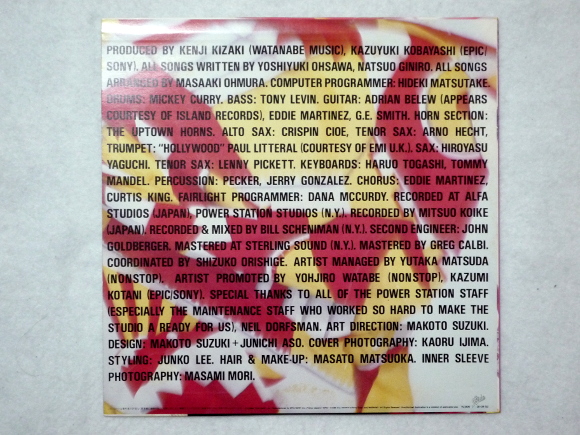 PRODUCED BY KENJI KIZAKI (WATANABE MUSIC), KAZUYUKI KOBAYASHI (EPIC/
SONY). ALL SONGS WRITTEN BY YOSHIYUKI OHSAWA, NATSUO GINIRO. ALL SONGS
ARRANGED BY MASAAKI OHMURA. COMPUTER PROGRAMMER: HIDEKI MATSUTAKE.
DRUMS: MICKEY CURRY. BASS: TONY LEVIN. GUITAR: ADRIAN BELEW (APPEARS
COURTESY OF ISLAND RECORDS), EDDIE MARTINEZ, G.E. SMITH. HORN SECTION:
THE UPTOWN HORNS. ALTO SAX: CRISPIN CIOE, TENOR SAX: ARNO HECHT,
TRUMPET: "HOLLYWOOD" PAUL LITTERAL (COURTESY OF EMI U.K.). SAX: HIROYASU
YAGUCHI. TENOR SAX: LENNY PICKETT. KEYBOARDS: HARUO TOGASHI, TOMMY
MANDEL. PERCUSSION: PECKER, JERRY GONZALEZ. CHORUS: EDDIE MARTINEZ,
CURTIS KING. FAIRLIGHT PROGRAMMER: DANA MCCURDY. RECORDED AT ALFA
STUDIOS (JAPAN), POWER STATION STUDIOS (N.Y.). RECORDED BY MITSUO KOIKE
(JAPAN). RECORDED & MIXED BY BILL SCHENIMAN (N.Y.). SECOND ENGINEER: JOHN
GOLDBERGER. MASTERED AT STERLING SOUND (N.Y.). MASTERED BY GREG CALBI.
COORDINATED BY SHIZUKO ORISHIGE. ARTIST MANAGED BY YUTAKA MATSUDA
(NONSTOP). ARTIST PROMOTED BY YOHJIRO WATABE (NONSTOP), KAZUMI
KOTANI (EPIC/SONY). SPECIAL THANKS TO ALL OF THE POWER STATION STAFF
(ESPECIALLY THE MAINTENANCE STAFF WHO WORKED SO HARD TO MAKE THE
STUDIO A READY FOR US), NEIL DORFSMAN. ART DIRECTION: MAKOTO SUZUKI.
DESIGN: MAKOTO SUZUKI + JUNICHI ASO. COVER PHOTOGRAPHY: KAORU IJIMA.
STYLING: JUNKO LEE. HAIR & MAKE-UP: MASATO MATSUOKA. INNER SLEEVE
PHOTOGRAPHY: MASAMI MORI.